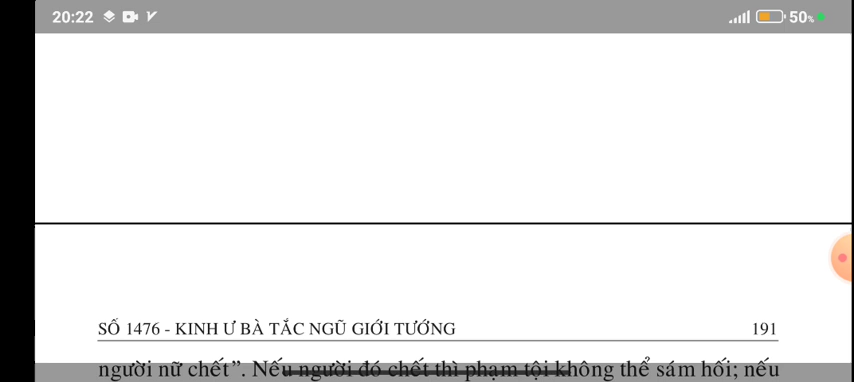 20:22 50%
SỐ 1476 - KINH Ư BÀ TẮC NGŨ GIỚI TƯỚNG 191
người nữ chết”. Nếu người đó chết thì phạm tội không thể sám hối; nếu